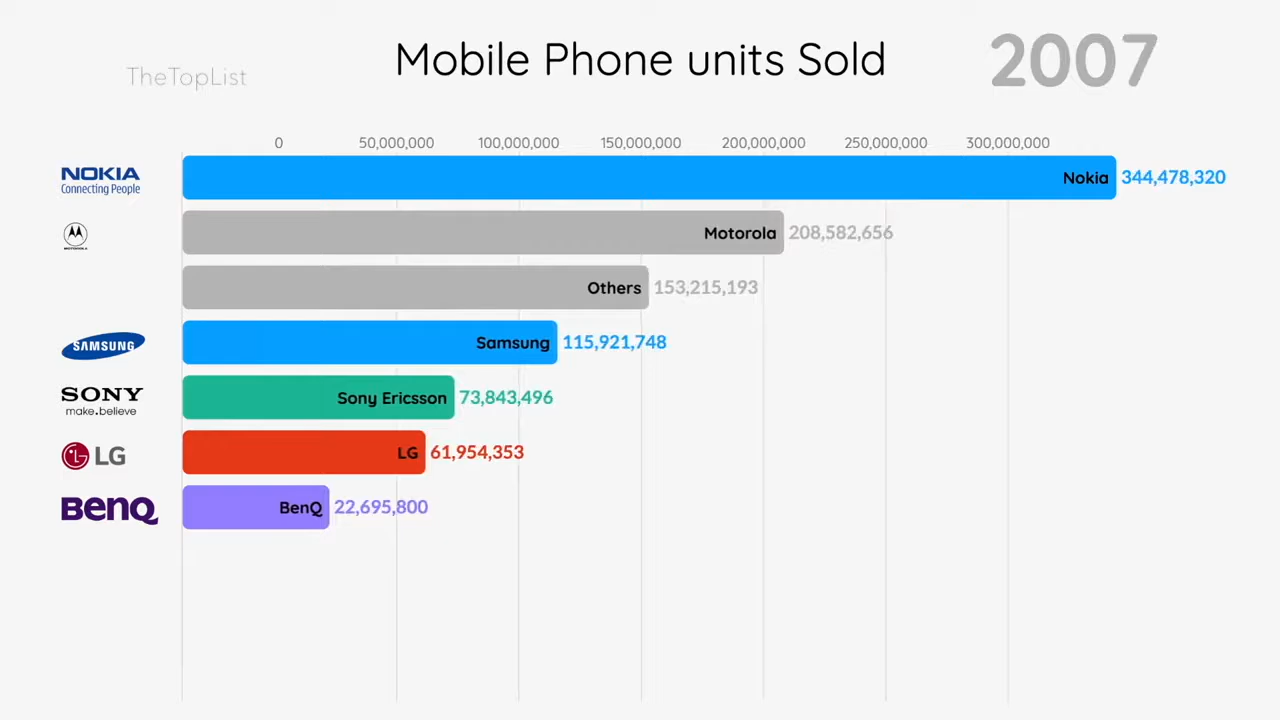 TheTopList
Mobile Phone units Sold
2007
0 50,000,000 100,000,000 150,000,000 200,000,000 250,000,000 300,000,000
NOKIA
Connecting People
Nokia 344,478,320
MOTOROLA
Motorola 208,582,656
Others 153,215,193
SAMSUNG
Samsung 115,921,748
SONY
make.believe
Sony Ericsson 73,843,496
LG
LG 61,954,353
BenQ
BenQ 22,695,800